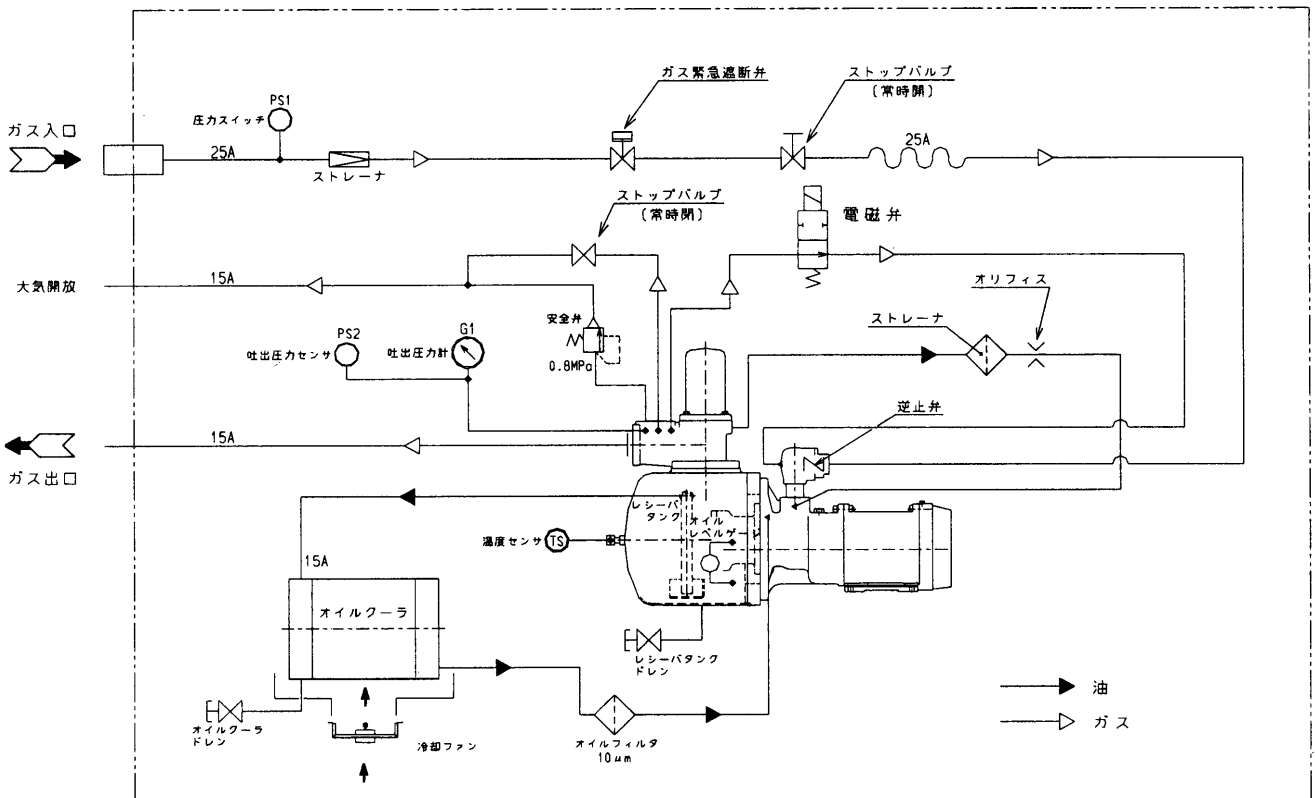 ガス入口
PS1
圧力スイッチ
25A
ストレーナ
ガス緊急遮断弁
ストップバルブ
(常時開)
25A
ストップバルブ
(常時閉)
電磁弁
大気開放
15A
安全弁
0.8MPa
オリフィス
ストレーナ
PS2
吐出圧力センサ
G1
吐出圧力計
逆止弁
15A
ガス出口
レシーバ
タンク
オイル
レベルゲ
温度センサ
TS
15A
オイルクーラ
レシーバタンク
ドレン
オイルクーラ
ドレン
冷却ファン
オイルフィルタ
10μm
油
ガス